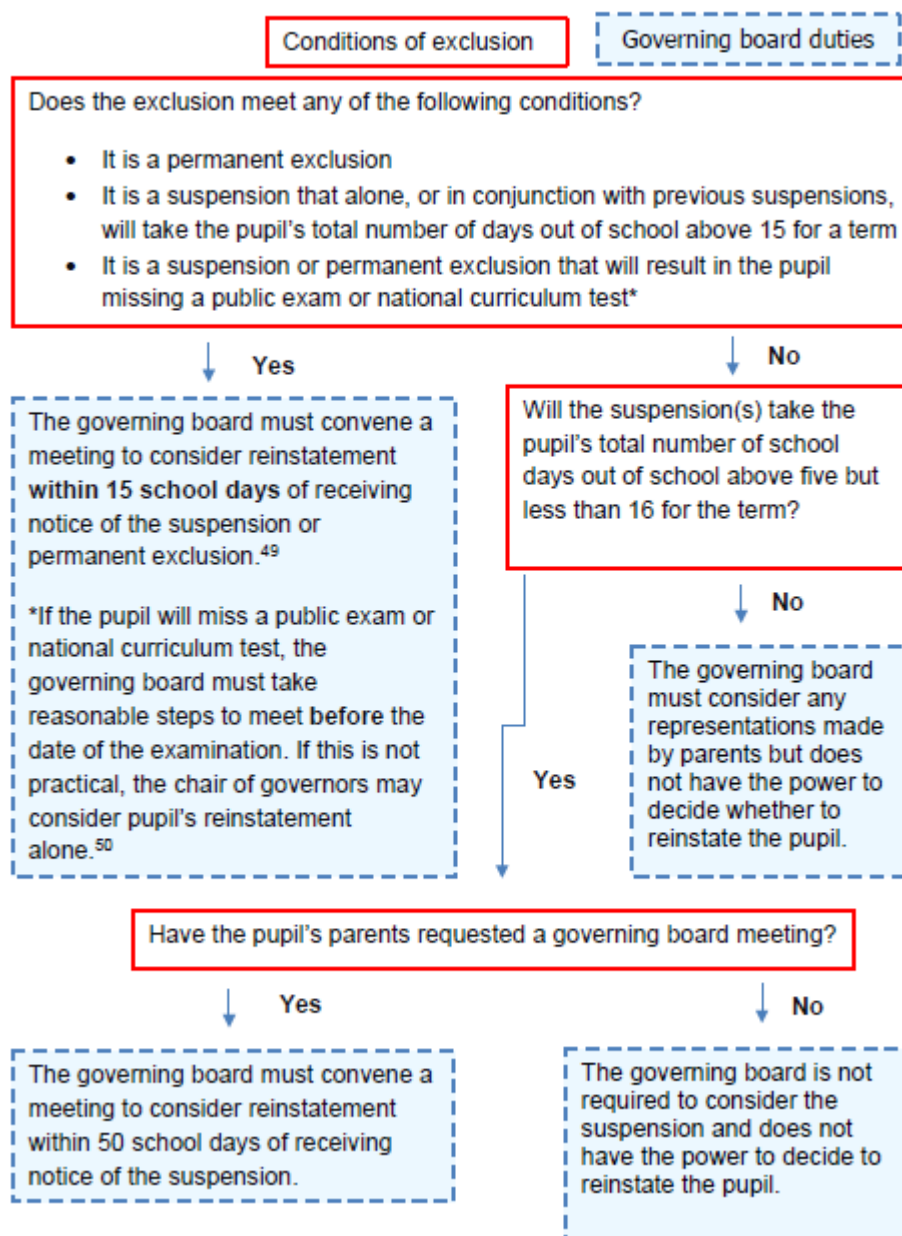 Conditions of exclusion
Governing board duties
Does the exclusion meet any of the following conditions?
• It is a permanent exclusion
• It is a suspension that alone, or in conjunction with previous suspensions,
will take the pupil's total number of days out of school above 15 for a term
• It is a suspension or permanent exclusion that will result in the pupil
missing a public exam or national curriculum test*
Yes
No
The governing board must convene a
meeting to consider reinstatement
within 15 school days of receiving
notice of the suspension or
permanent exclusion.49
*If the pupil will miss a public exam or
national curriculum test, the
governing board must take
reasonable steps to meet before the
date of the examination. If this is not
practical, the chair of governors may
consider pupil's reinstatement
alone.50
Will the suspension(s) take the
pupil's total number of school
days out of school above five but
less than 16 for the term?
No
The governing board
must consider any
representations made
by parents but does
not have the power to
decide whether to
reinstate the pupil.
Yes
Have the pupil's parents requested a governing board meeting?
Yes
No
The governing board must convene a
meeting to consider reinstatement
within 50 school days of receiving
notice of the suspension.
The governing board is not
required to consider the
suspension and does not
have the power to decide to
reinstate the pupil.